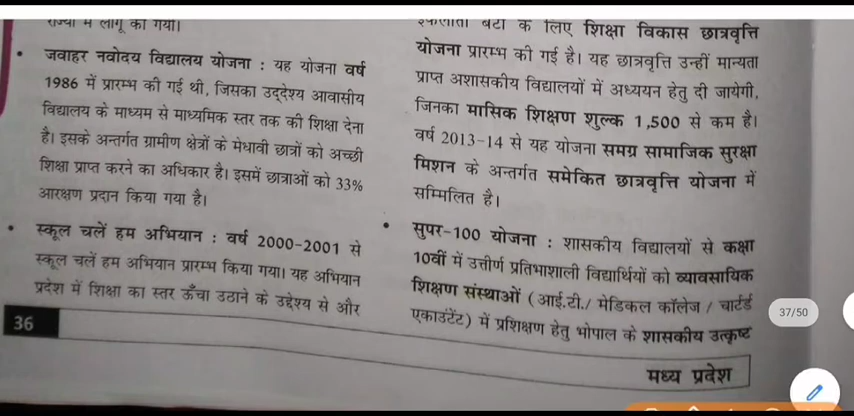 राज्यों में लागू की गयी।
• जवाहर नवोदय विद्यालय योजना : यह योजना वर्ष
1986 में प्रारम्भ की गई थी, जिसका उद्देश्य आवासीय
विद्यालय के माध्यम से माध्यमिक स्तर तक की शिक्षा देना
है। इसके अन्तर्गत ग्रामीण क्षेत्रों के मेधावी छात्रों को अच्छी
शिक्षा प्राप्त करने का अधिकार है। इसमें छात्राओं को 33%
आरक्षण प्रदान किया गया है।
• स्कूल चलें हम अभियान : वर्ष 2000-2001 से
स्कूल चलें हम अभियान प्रारम्भ किया गया। यह अभियान
प्रदेश में शिक्षा का स्तर ऊँचा उठाने के उद्देश्य से और
36
इकलौती बेटी के लिए शिक्षा विकास छात्रवृत्ति
योजना प्रारम्भ की गई है। यह छात्रवृत्ति उन्हीं मान्यता
प्राप्त अशासकीय विद्यालयों में अध्ययन हेतु दी जायेगी,
जिनका मासिक शिक्षण शुल्क 1,500 से कम है।
वर्ष 2013-14 से यह योजना समग्र सामाजिक सुरक्षा
मिशन के अन्तर्गत समेकित छात्रवृत्ति योजना में
सम्मिलित है।
• सुपर-100 योजना : शासकीय विद्यालयों से कक्षा
10वीं में उत्तीर्ण प्रतिभाशाली विद्यार्थियों को व्यावसायिक
शिक्षण संस्थाओं (आई.टी./ मेडिकल कॉलेज / चार्टर्ड
एकाउंटेंट) में प्रशिक्षण हेतु भोपाल के शासकीय उत्कृष्ट
मध्य प्रदेश
37/50